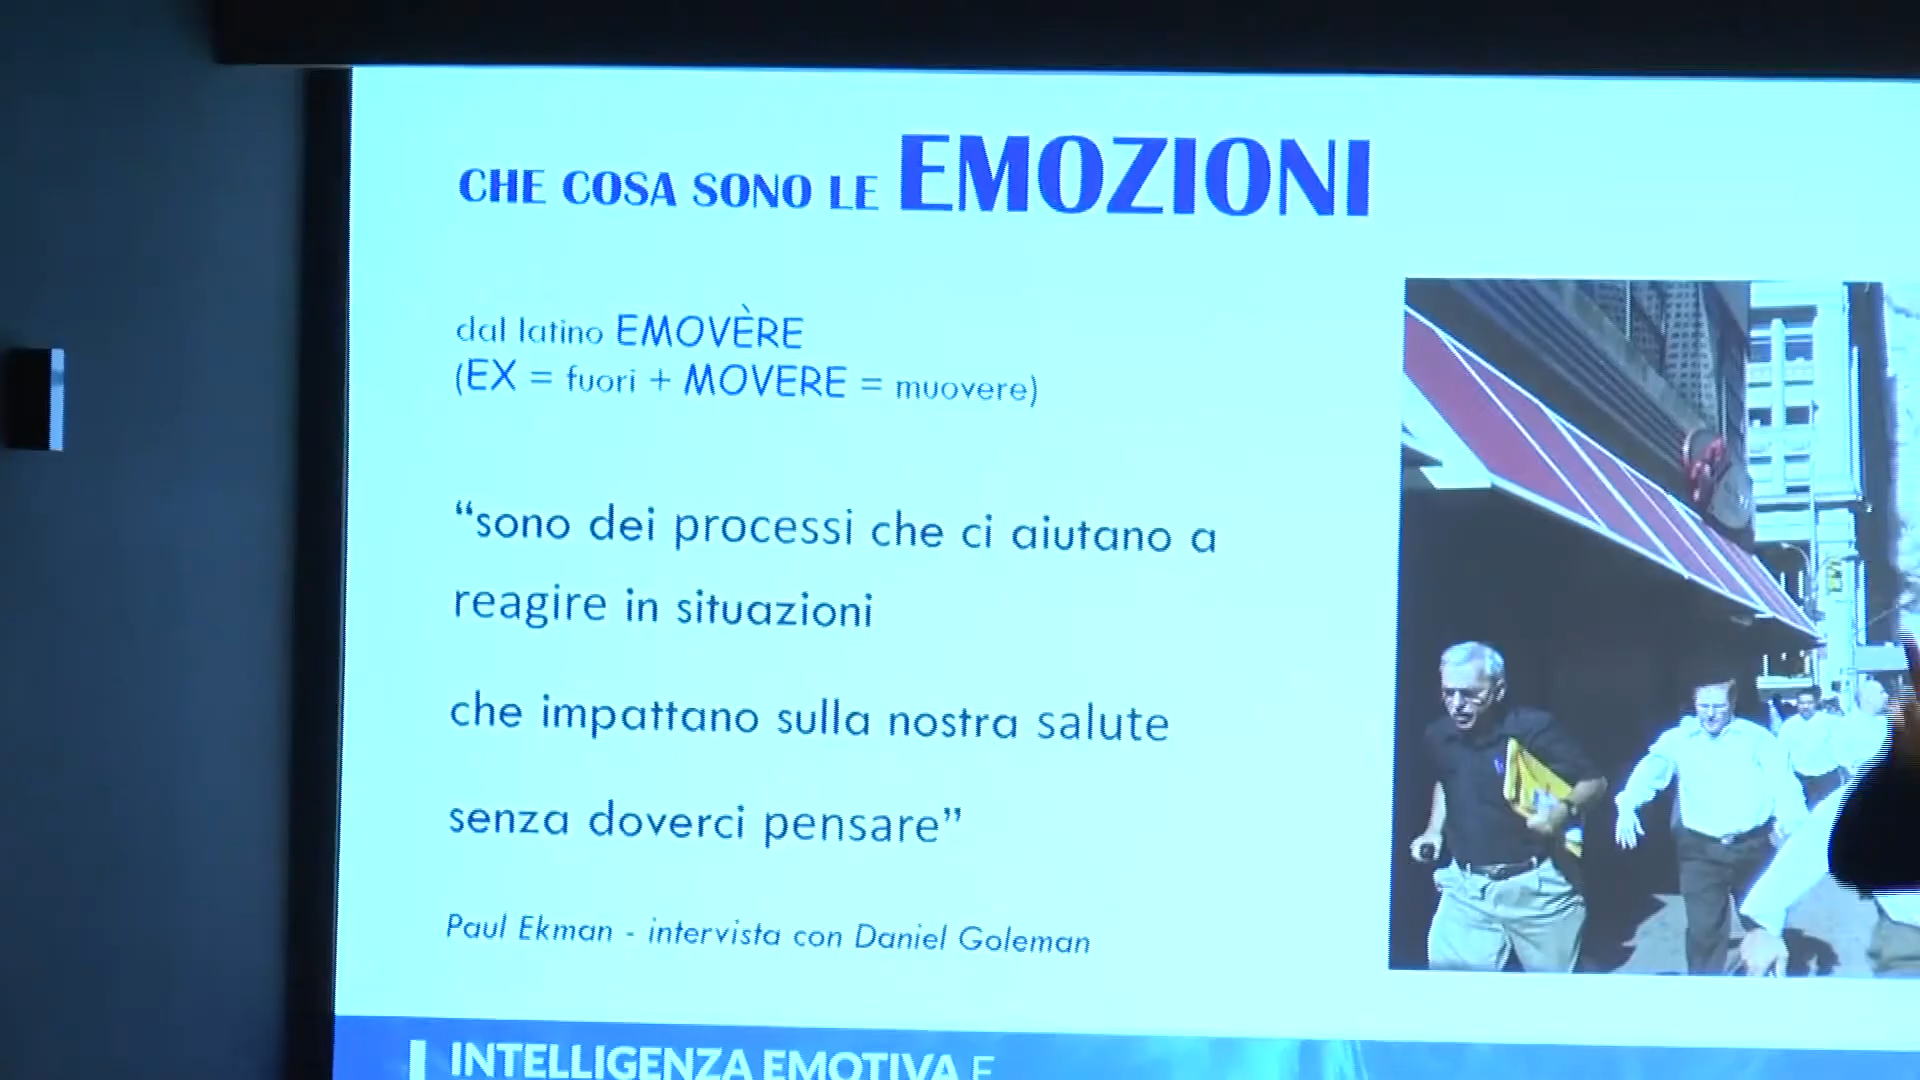 CHE COSA SONO LE EMOZIONI
dal latino EMOVÈRE
(EX = fuori + MOVERE = muovere)
“sono dei processi che ci aiutano a
reagire in situazioni
che impattano sulla nostra salute
senza doverci pensare”
Paul Ekman - intervista con Daniel Goleman
INTELLIGENZA EMOTIVA E